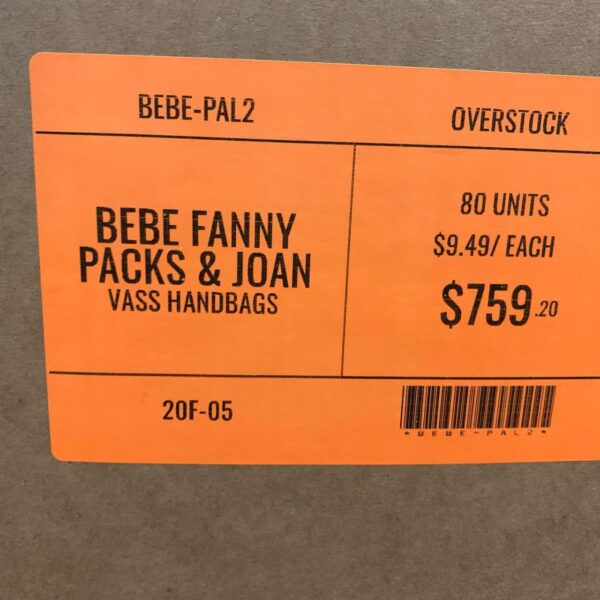 BEBE-PAL2
OVERSTOCK
BEBE FANNY
PACKS & JOAN
VASS HANDBAGS
80 UNITS
$9.49/ EACH
$759.20
20F-05
*BEBE-PAL2*